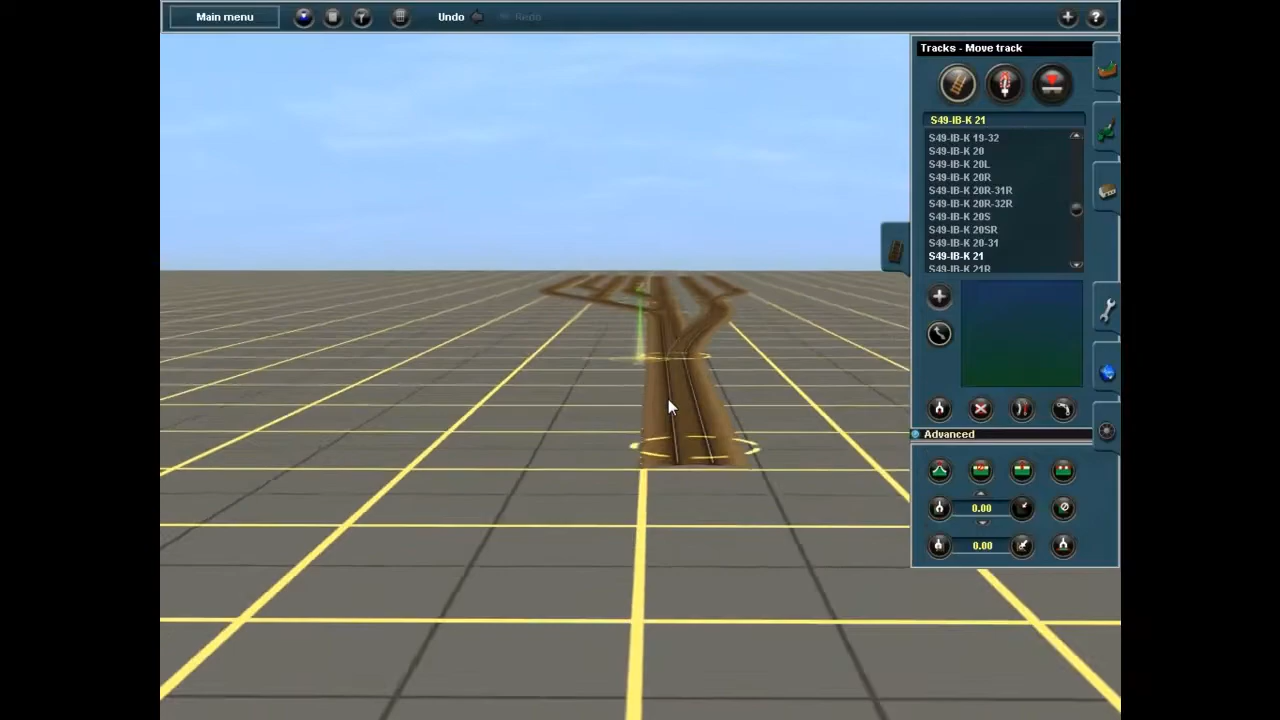 Main menu
Undo
Redo
Tracks - Move track
S49-IB-K 21
S49-IB-K 19-32
S49-IB-K 20
S49-IB-K 20L
S49-IB-K 20R
S49-IB-K 20R-31R
S49-IB-K 20R-32R
S49-IB-K 20S
S49-IB-K 20SR
S49-IB-K 20-31
S49-IB-K 21
S49-IB-K 21R
Advanced
0.00
0.00